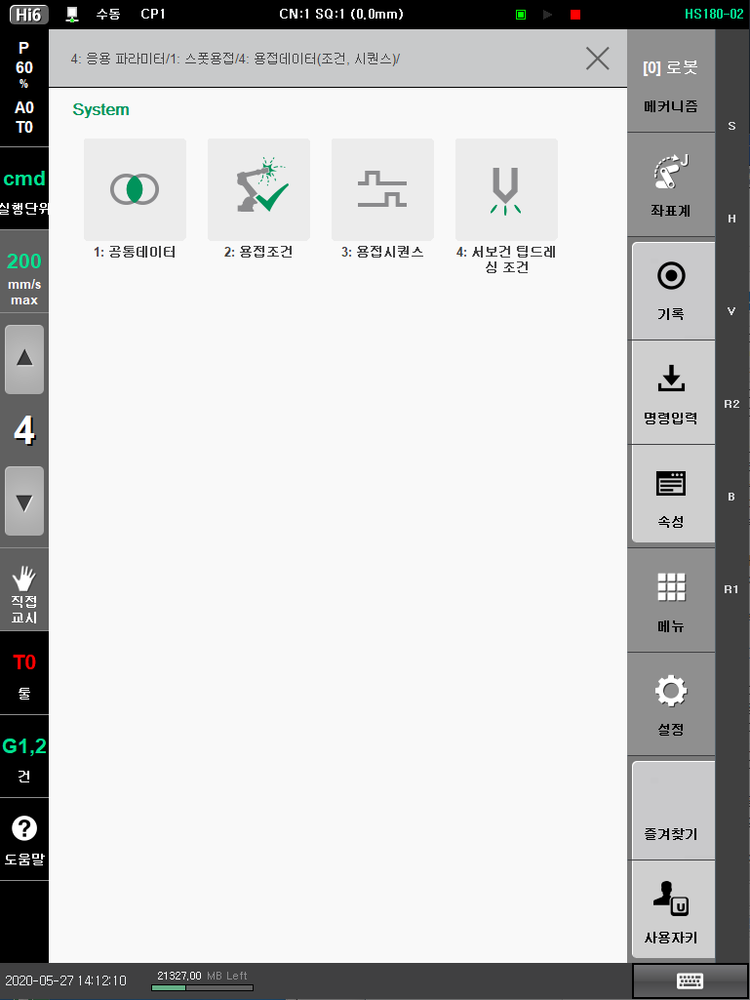 Hi6 수동 CP1 CN:1 SQ:1 (0.0mm) HS180-02
P
60
%
A0
T0
cmd
실행단위
200
mm/s
max
4
직접
교시
T0
툴
G1,2
건
?
도움말
4: 응용 파라미터/1: 스폿용접/4: 용접데이터(조건, 시퀀스)/
System
1: 공통데이터
2: 용접조건
3: 용접시퀀스
4: 서보건 팁드레
싱 조건
[0] 로봇
메커니즘
J
좌표계
기록
명령입력
속성
메뉴
설정
즐겨찾기
U
사용자키
S
H
V
R2
B
R1
2020-05-27 14:12:10 21327.00 MB Left